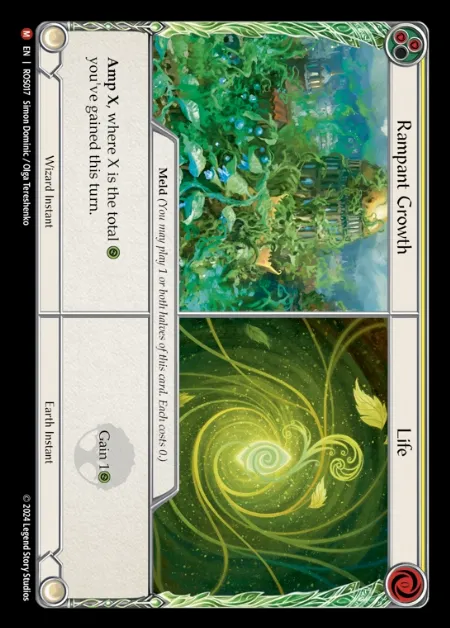 Rampant Growth
Life
Meld (You may play 1 or both halves of this card. Each costs 0.)
Amp X, where X is the total
you've gained this turn.
Gain 1
Wizard Instant
Earth Instant
M EN | ROS017 Simon Dominic / Olga Tereshenko
© 2024 Legend Story Studios